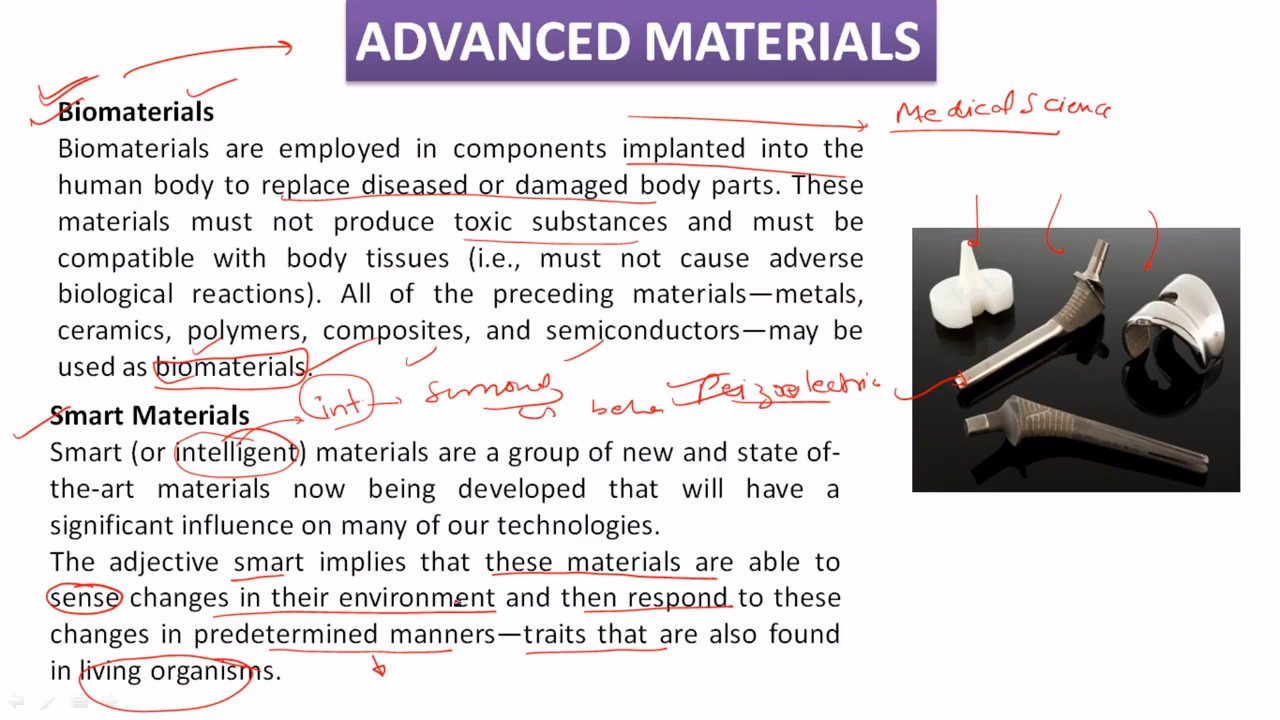 ADVANCED MATERIALS
Biomaterials
Medical Science
Biomaterials are employed in components implanted into the
human body to replace diseased or damaged body parts. These
materials must not produce toxic substances and must be
compatible with body tissues (i.e., must not cause adverse
biological reactions). All of the preceding materials—metals,
ceramics, polymers, composites, and semiconductors—may be
used as biomaterials.
int
Smart Materials
Smart (or intelligent) materials are a group of new and state of-
the-art materials now being developed that will have a
significant influence on many of our technologies.
The adjective smart implies that these materials are able to
sense changes in their environment and then respond to these
changes in predetermined manners—traits that are also found
in living organisms.